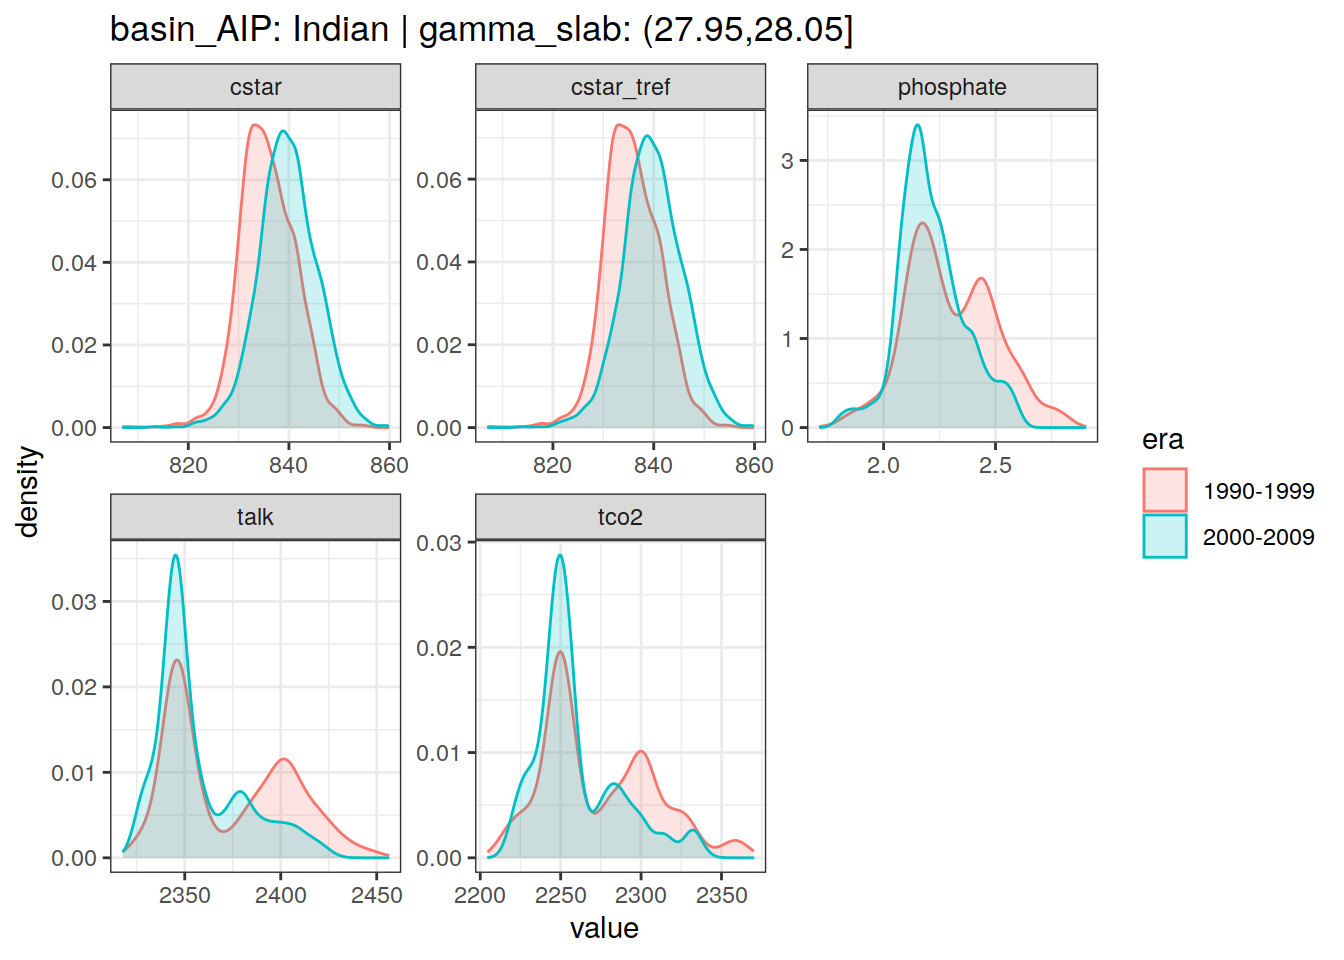 basin_AIP: Indian | gamma_slab: (27.95,28.05]
cstar
cstar_tref
phosphate
0.06
0.04
0.02
0.00
820 840 860
0.06
0.04
0.02
0.00
820 840 860
3
2
1
0
2.0 2.5
density
talk
tco2
0.03
0.02
0.01
0.00
2350 2400 2450
0.03
0.02
0.01
0.00
2200 2250 2300 2350
value
era
1990-1999
2000-2009